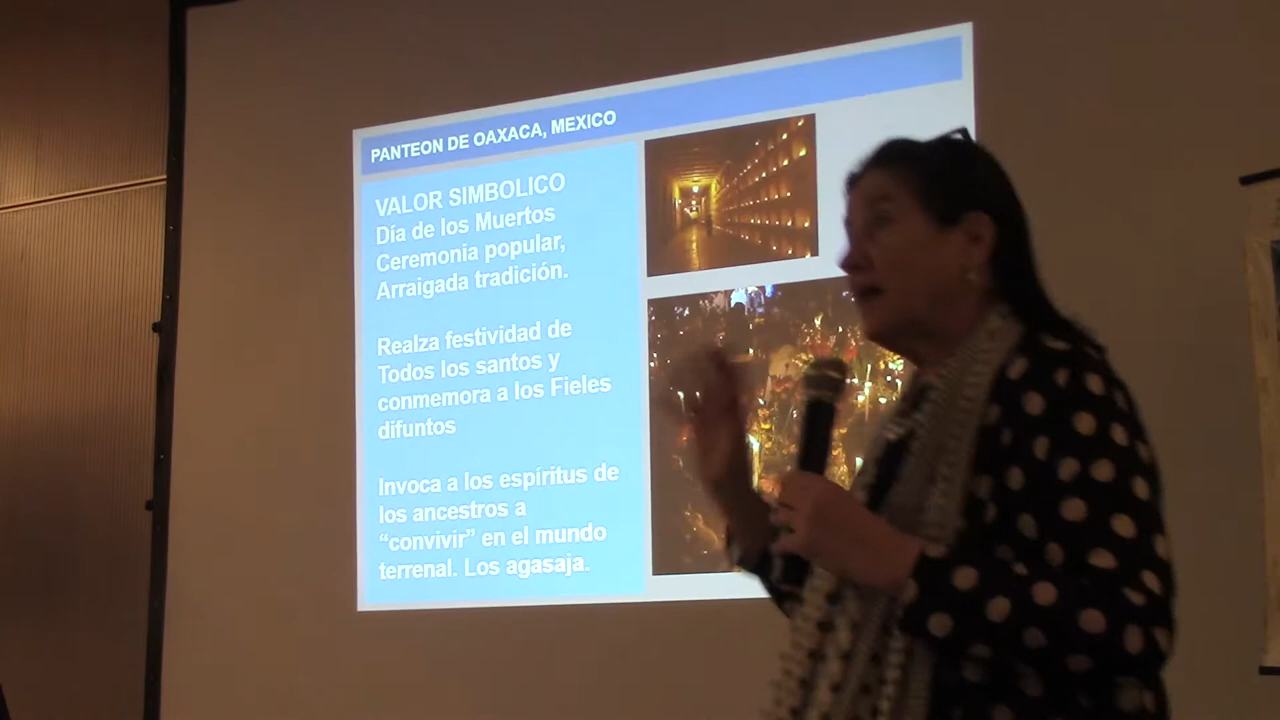 PANTEON DE OAXACA, MEXICO
VALOR SIMBOLICO
Día de los Muertos
Ceremonia popular,
Arraigada tradición.
Realza festividad de
Todos los santos y
conmemora a los Fieles
difuntos
Invoca a los espíritus de
los ancestros a
“convivir” en el mundo
terrenal. Los agasaja.